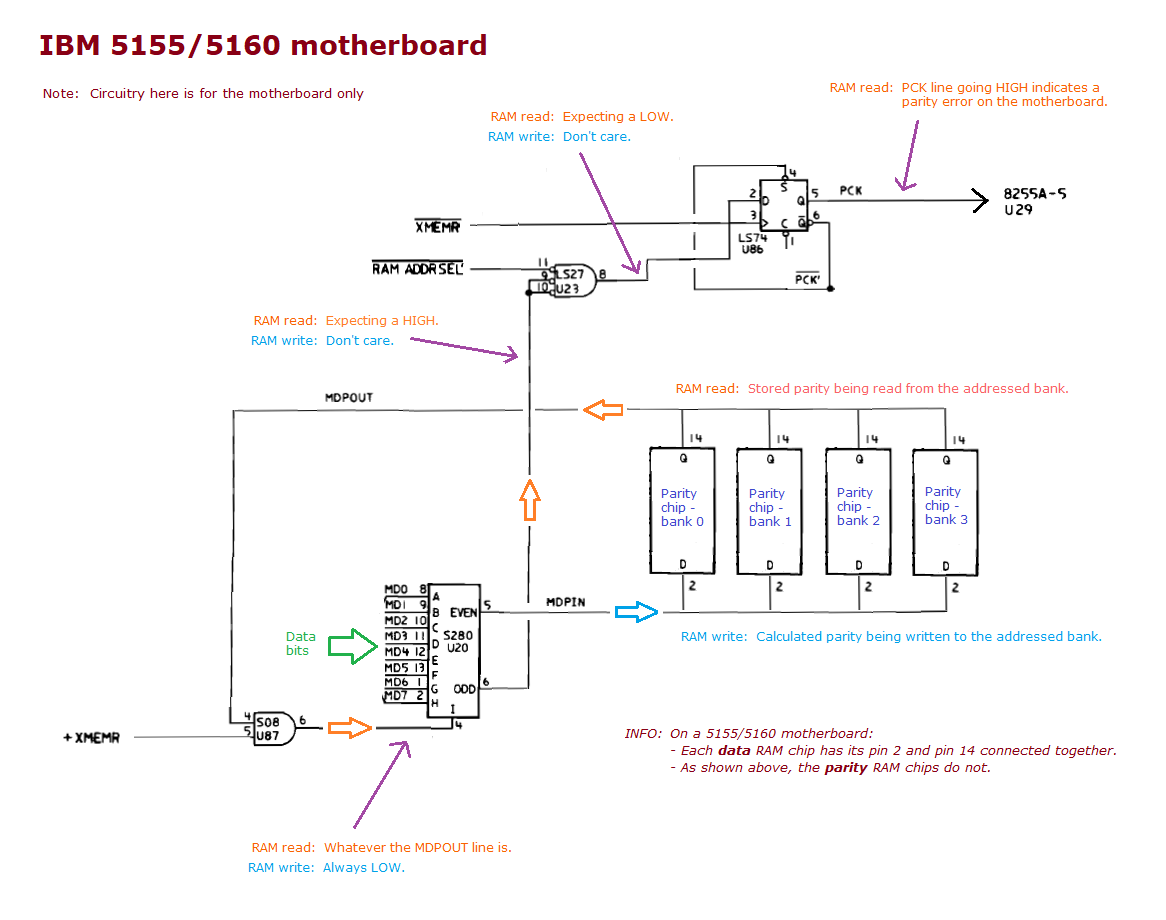 IBM 5155/5160 motherboard
Note: Circuitry here is for the motherboard only
RAM read: PCK line going HIGH indicates a
parity error on the motherboard.
RAM read: Expecting a LOW.
RAM write: Don't care.
4
S
2
D
Q
5
PCK
8255A-5
U29
XMEMR
3
C
Q
6
LS74
U86
1
PCK'
RAM ADDRSEL'
11
9
10
LS27
U23
8
RAM read: Expecting a HIGH.
RAM write: Don't care.
MDPOUT
RAM read: Stored parity being read from the addressed bank.
14
14
14
14
Q
Q
Q
Q
Parity
chip -
bank 0
Parity
chip -
bank 1
Parity
chip -
bank 2
Parity
chip -
bank 3
D
D
D
D
2
2
2
2
MD0 8 A
MD1 9 B
MD2 10 C
MD3 11 D
MD4 12 E
MD5 13 F
MD6 1 G
MD7 2 H
EVEN
5
MDPIN
S280
U20
ODD
6
I
4
Data
bits
RAM write: Calculated parity being written to the addressed bank.
4
5
S08
U87
6
+XMEMR
INFO: On a 5155/5160 motherboard:
- Each data RAM chip has its pin 2 and pin 14 connected together.
- As shown above, the parity RAM chips do not.
RAM read: Whatever the MDPOUT line is.
RAM write: Always LOW.